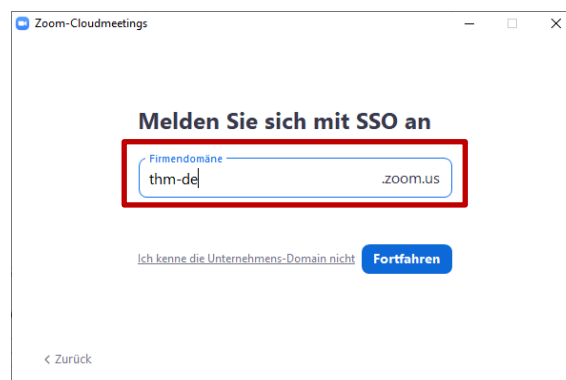 Zoom-Cloudmeetings
Melden Sie sich mit SSO an
Firmendomäne
thm-de .zoom.us
Ich kenne die Unternehmens-Domain nicht Fortfahren
Zurück